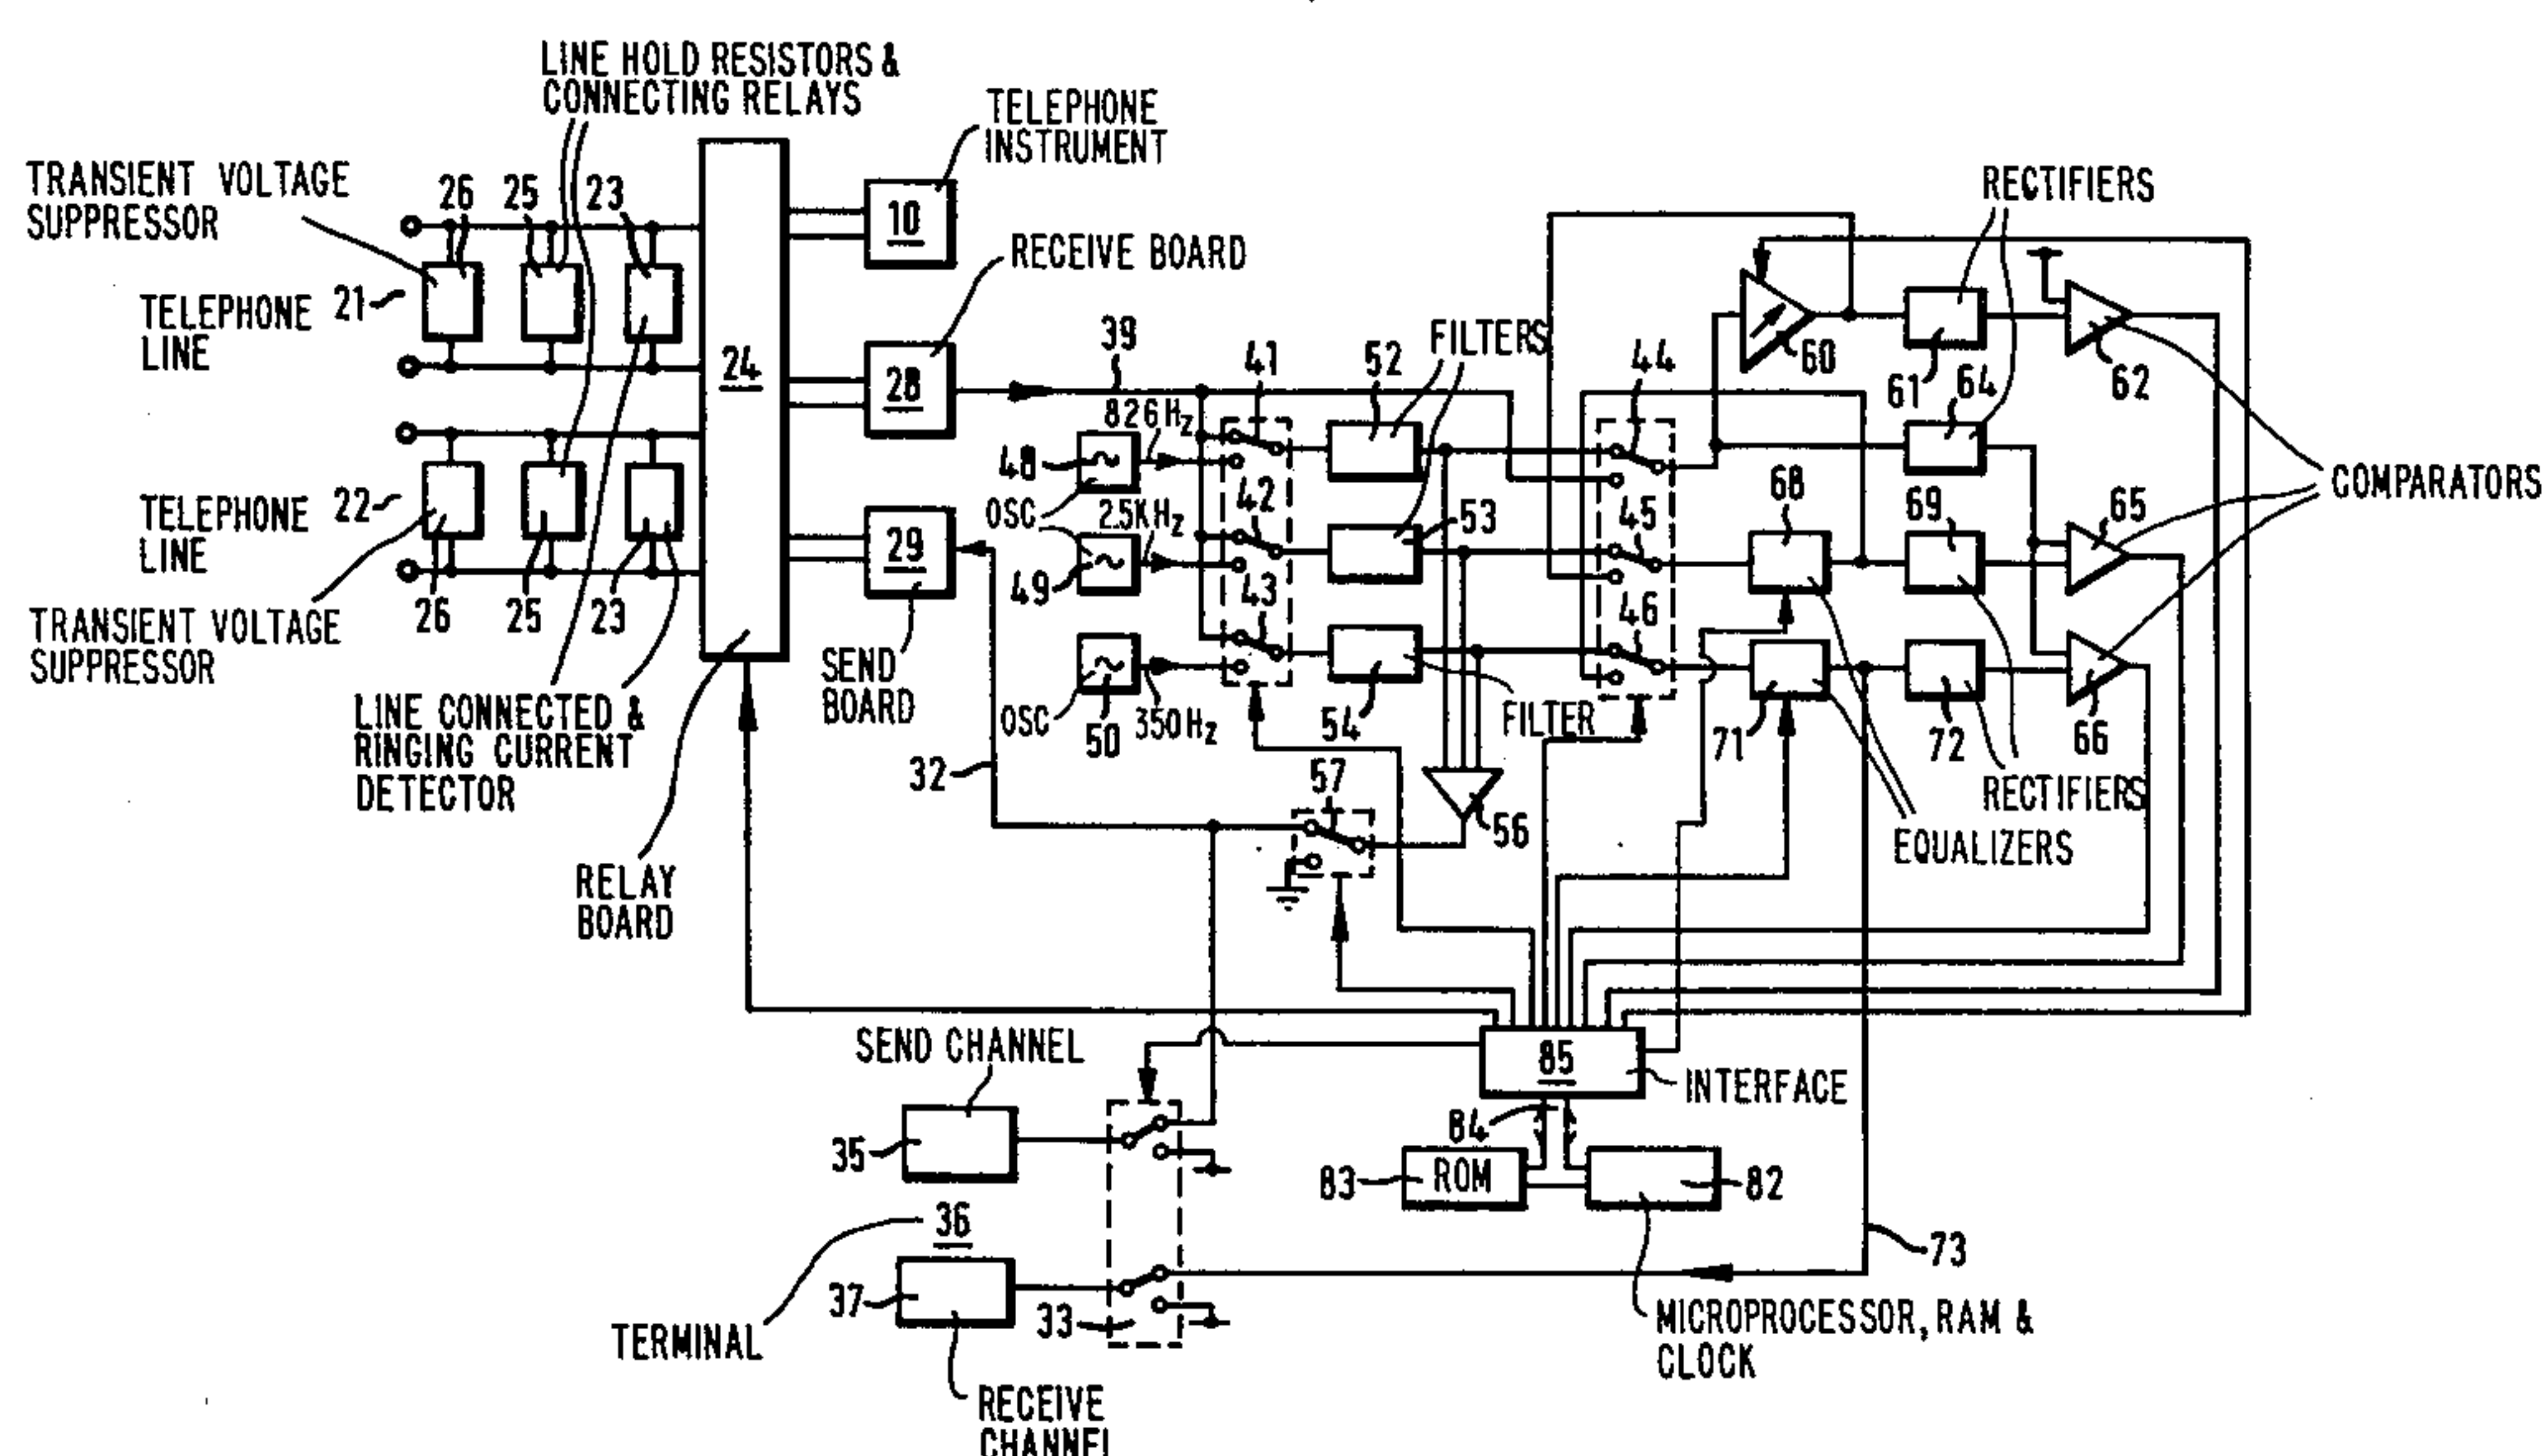 LINE HOLD RESISTORS &
CONNECTING RELAYS
TELEPHONE
INSTRUMENT
TRANSIENT VOLTAGE
SUPPRESSOR
26
25
23
10
RECEIVE BOARD
RECTIFIERS
TELEPHONE
LINE
21
24
28
39
826 Hz
41
52
FILTERS
44
60
61
64
62
48
OSC
2.5KHz
42
53
45
68
69
65
COMPARATORS
TELEPHONE
LINE
22
29
49
43
46
26
25
23
TRANSIENT VOLTAGE
SUPPRESSOR
SEND
BOARD
OSC
50
350 Hz
54
FILTER
71
72
66
LINE CONNECTED &
RINGING CURRENT
DETECTOR
32
57
56
RECTIFIERS
EQUALIZERS
RELAY
BOARD
SEND CHANNEL
85
INTERFACE
84
35
83
ROM
82
36
73
37
33
TERMINAL
MICROPROCESSOR, RAM &
CLOCK
RECEIVE
CHANNEL